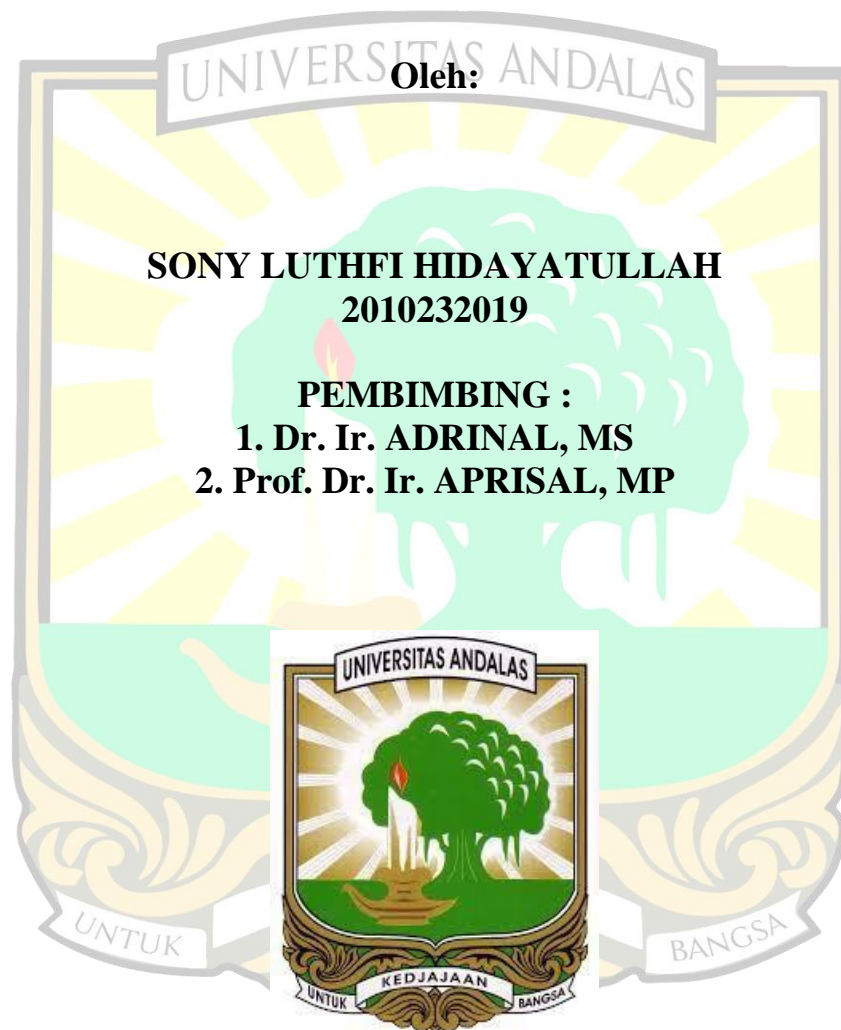 UNIVERSITAS ANDALAS
Oleh:
SONY LUTHFI HIDAYATULLAH
2010232019
PEMBIMBING :
1. Dr. Ir. ADRINAL, MS
2. Prof. Dr. Ir. APRISAL, MP
UNIVERSITAS ANDALAS
UNTUK
BANGSA
UNTUK
KEDJAJAAN
BANGSA